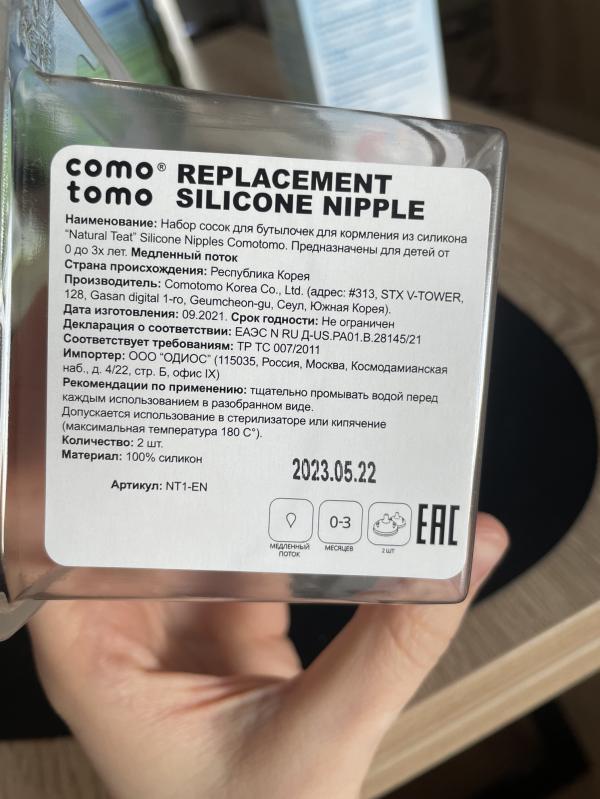 como® REPLACEMENT
tomo SILICONE NIPPLE
Наименование: Набор сосок для бутылочек для кормления из силикона
"Natural Teat" Silicone Nipples Comotomo. Предназначены для детей от
0 до 3х лет. Медленный поток
Страна происхождения: Республика Корея
Производитель: Comotomo Korea Co., Ltd. (адрес: #313, STX V-TOWER,
128, Gasan digital 1-ro, Geumcheon-gu, Сеул, Южная Корея).
Дата изготовления: 09.2021. Срок годности: Не ограничен
Декларация о соответствии: ЕАЭС N RU Д-US.РА01.В.28145/21
Соответствует требованиям: ТР ТС 007/2011
Импортер: ООО "ОДИОС" (115035, Россия, Москва, Космодамианская
наб., д. 4/22, стр. Б, офис IX)
Рекомендации по применению: тщательно промывать водой перед
каждым использованием в разобранном виде.
Допускается использование в стерилизаторе или кипячение
(максимальная температура 180 С°).
Количество: 2 шт.
Материал: 100% силикон
2023.05.22
Артикул: NT1-EN
0-3
EAC
МЕДЛЕННЫЙ
ПОТОК
МЕСЯЦЕВ
2 ШТ